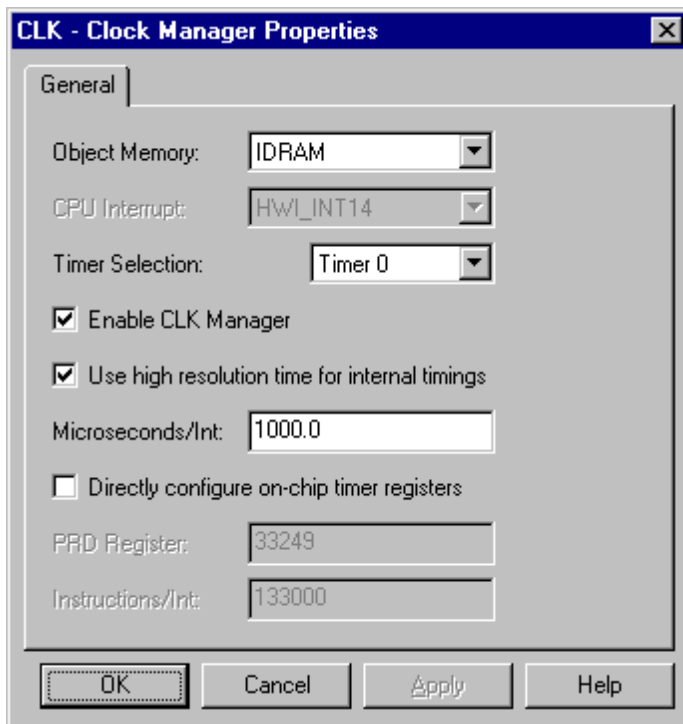 CLK - Clock Manager Properties
General
Object Memory: IDRAM
CPU Interrupt: HWI_INT14
Timer Selection: Timer 0
Enable CLK Manager
Use high resolution time for internal timings
Microseconds/Int: 1000.0
Directly configure on-chip timer registers
PRD Register: 33249
Instructions/Int: 133000
OK Cancel Apply Help